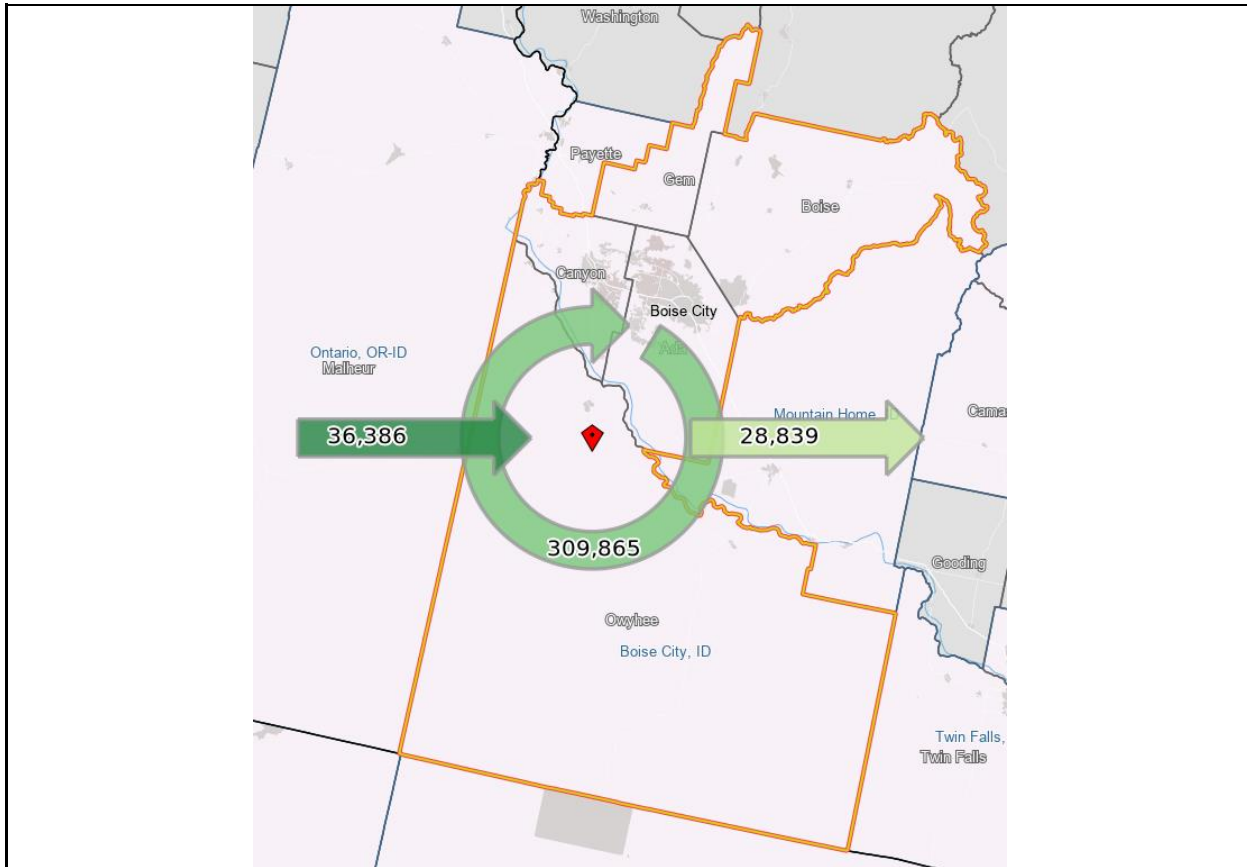 Washington
Payette
Gem
Boise
Canyon
Boise City
Ada
Ontario, OR-ID
Malheur
Mountain Home,
Cama
36,386
28,839
309,865
Gooding
Owyhee
Boise City, ID
Twin Falls,
Twin Falls